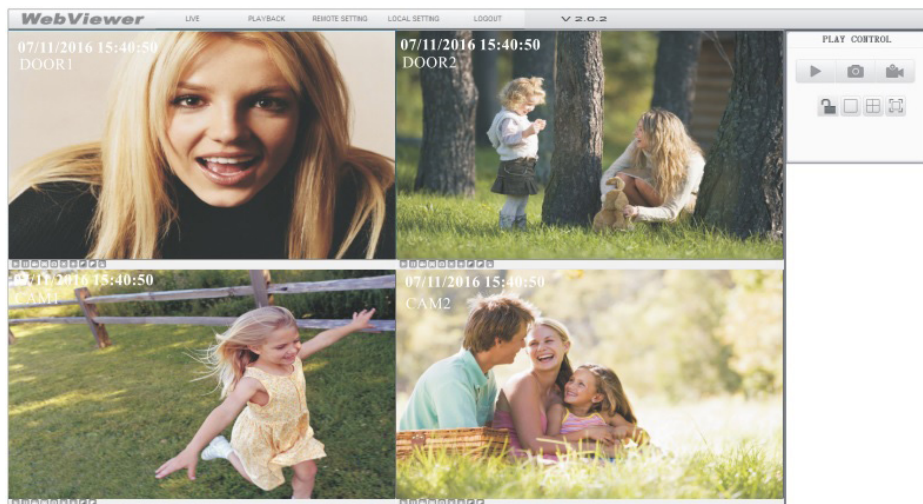 WebViewer LIVE PLAYBACK REMOTE SETTING LOCAL SETTING LOGOUT V 2.0.2
PLAY CONTROL
07/11/2016 15:40:50
DOOR1
07/11/2016 15:40:50
DOOR2
07/11/2016 15:40:50
CAM1
07/11/2016 15:40:50
CAM2